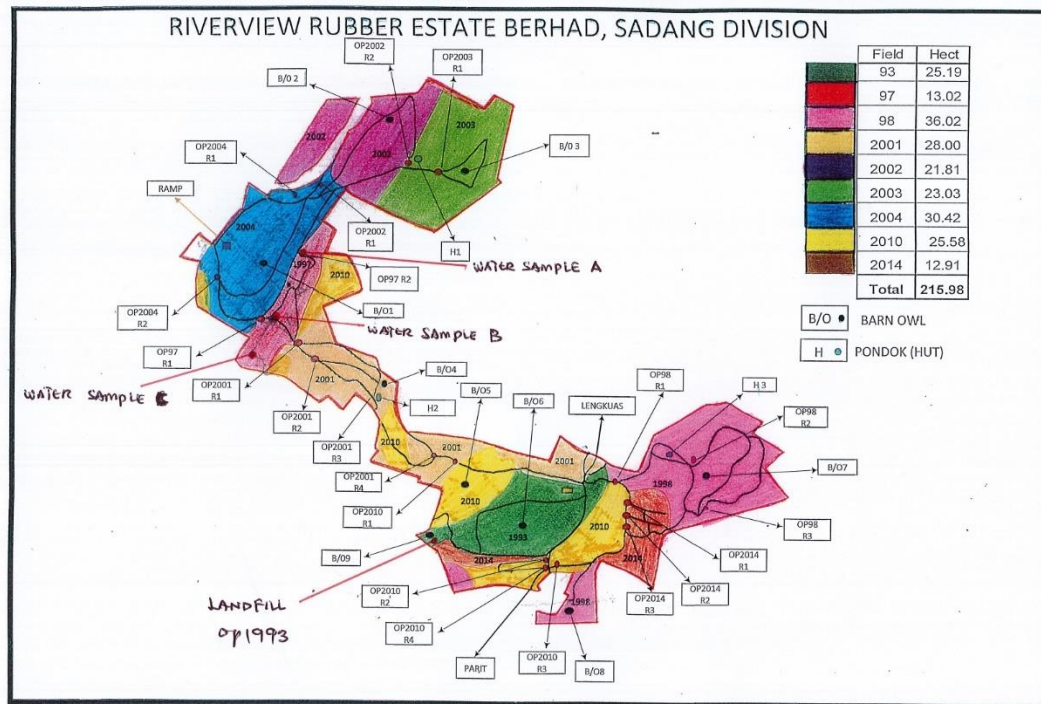 RIVERVIEW RUBBER ESTATE BERHAD, SADANG DIVISION
Field Hect
93 25.19
97 13.02
98 36.02
2001 28.00
2002 21.81
2003 23.03
2004 30.42
2010 25.58
2014 12.91
Total 215.98
B/O BARN OWL
H PONDOK (HUT)
OP2002
R2
OP2003
R1
B/0 2
2003
2002
2002
B/0 3
OP2004
R1
RAMP
2004
OP2002
R1
H1
1997
2010
OP97 R2
WATER SAMPLE A
OP2004
R2
B/O1
WATER SAMPLE B
OP97
R1
WATER SAMPLE C
OP2001
R1
2001
B/O4
OP2001
R2
H2
B/O5
B/O6
LENGKUAS
OP98
R1
H 3
OP98
R2
OP2001
R3
2010
2001
2001
1998
B/O7
OP2001
R4
2010
OP2010
R1
1993
2010
OP98
R3
B/09
2014
2014
OP2014
R1
LANDFILL
OP1993
OP2010
R2
OP2014
R2
OP2014
R3
OP2010
R4
1998
PARIT
OP2010
R3
B/O8